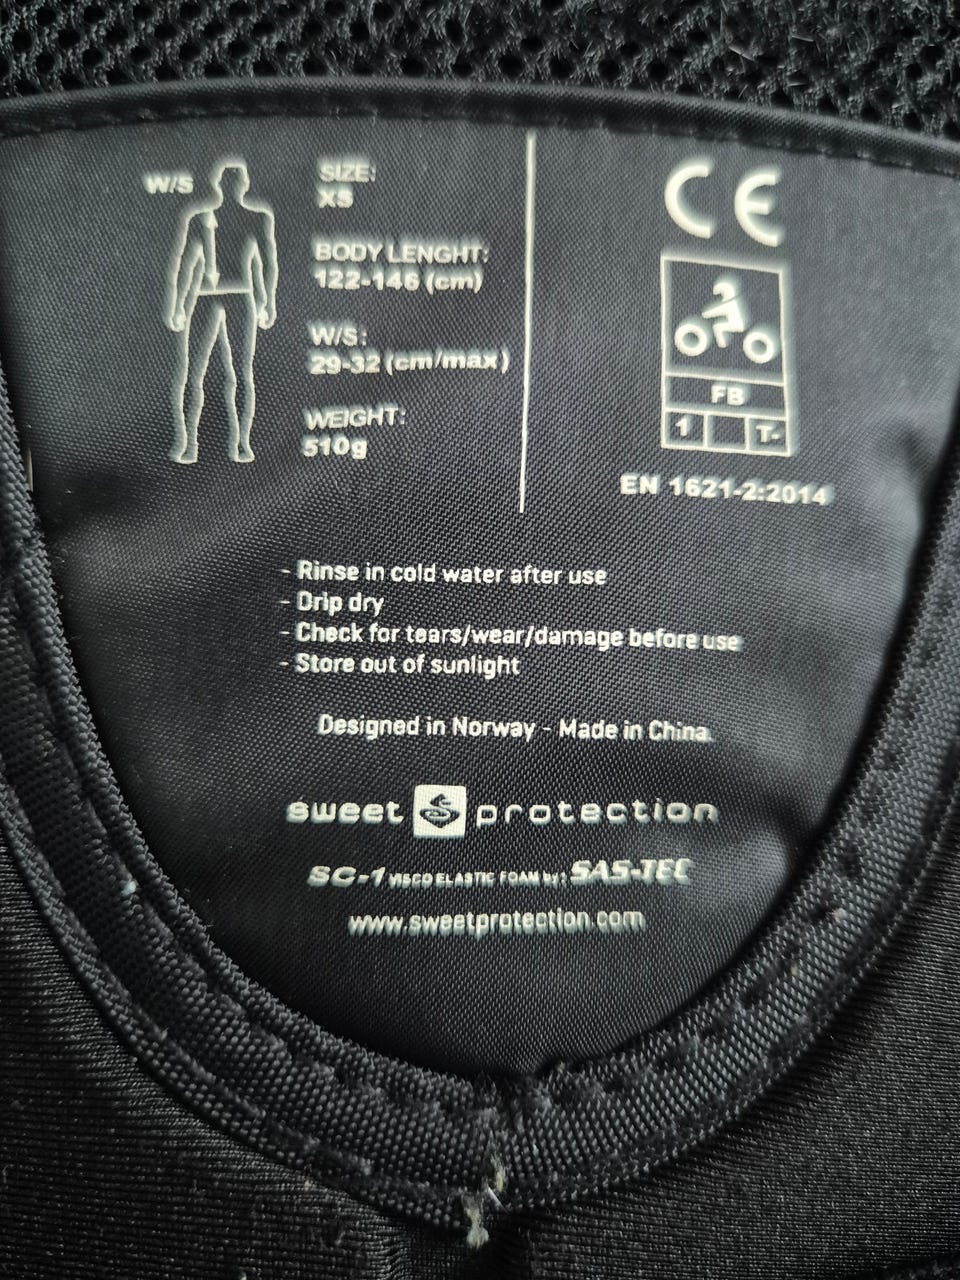 W/S
SIZE:
XS
BODY LENGHT:
122-146 (cm)
W/S:
29-32 (cm/max)
WEIGHT:
510g
CE
FB
1 T-
EN 1621-2:2014
- Rinse in cold water after use
- Drip dry
- Check for tears/wear/damage before use
- Store out of sunlight
Designed in Norway - Made in China.
sweet protection
SC-1 VISCO ELASTIC FOAM by: SAS-TEC
www.sweetprotection.com